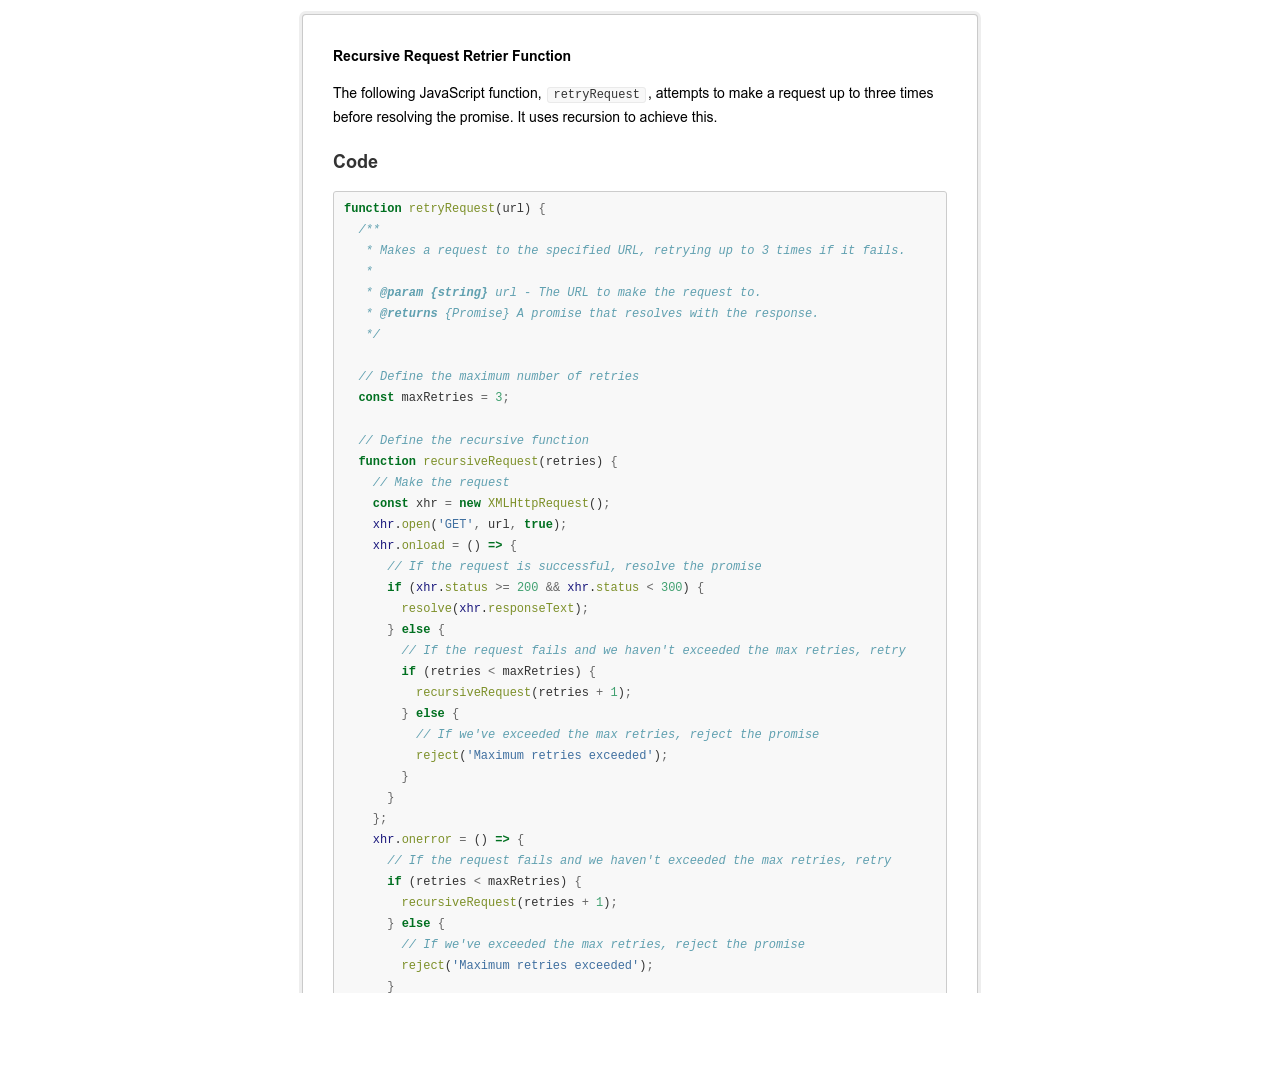 Recursive Request Retrier Function
The following JavaScript function, retryRequest, attempts to make a request up to three times
before resolving the promise. It uses recursion to achieve this.
Code
function retryRequest(url) {
  /**
   * Makes a request to the specified URL, retrying up to 3 times if it fails.
   *
   * @param {string} url - The URL to make the request to.
   * @returns {Promise} A promise that resolves with the response.
   */

  // Define the maximum number of retries
  const maxRetries = 3;

  // Define the recursive function
  function recursiveRequest(retries) {
    // Make the request
    const xhr = new XMLHttpRequest();
    xhr.open('GET', url, true);
    xhr.onload = () => {
      // If the request is successful, resolve the promise
      if (xhr.status >= 200 && xhr.status < 300) {
        resolve(xhr.responseText);
      } else {
        // If the request fails and we haven't exceeded the max retries, retry
        if (retries < maxRetries) {
          recursiveRequest(retries + 1);
        } else {
          // If we've exceeded the max retries, reject the promise
          reject('Maximum retries exceeded');
        }
      }
    };
    xhr.onerror = () => {
      // If the request fails and we haven't exceeded the max retries, retry
      if (retries < maxRetries) {
        recursiveRequest(retries + 1);
      } else {
        // If we've exceeded the max retries, reject the promise
        reject('Maximum retries exceeded');
      }